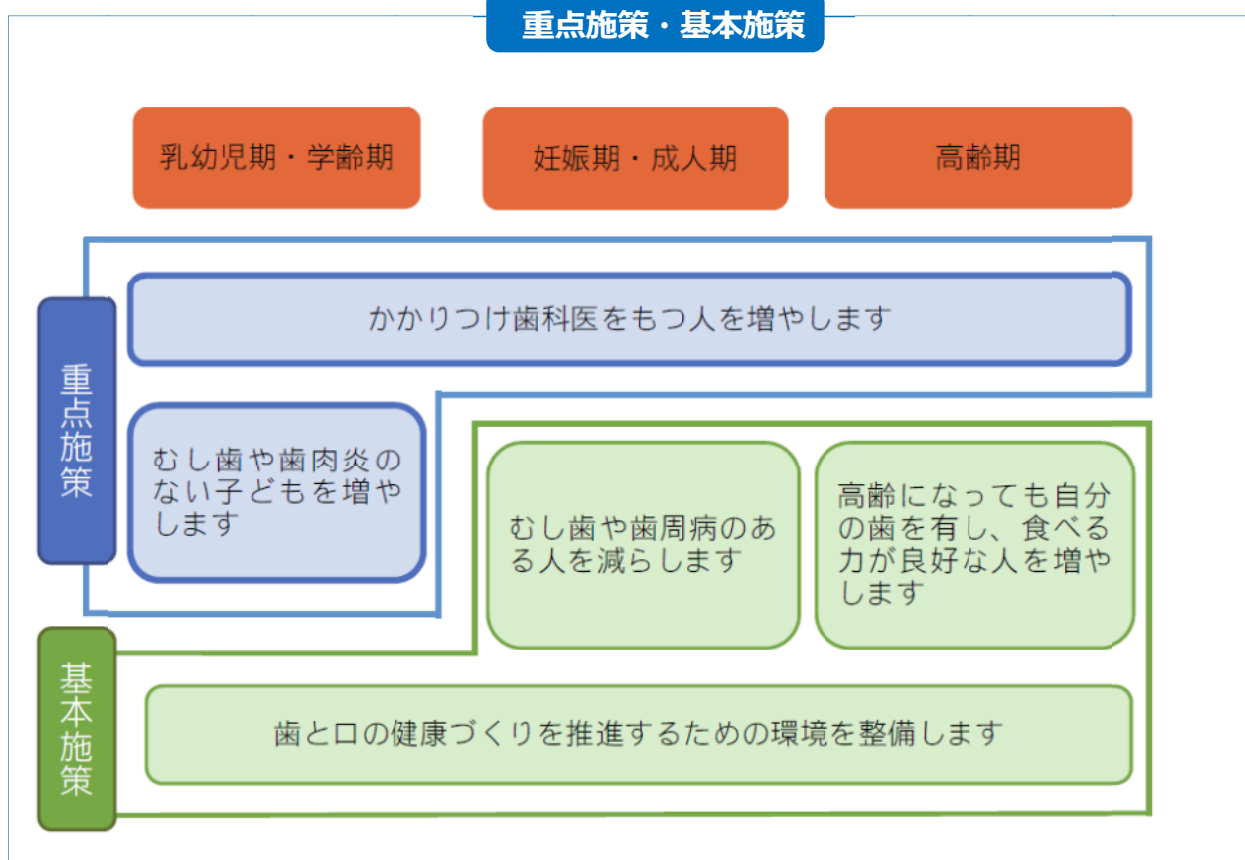 重点施策・基本施策
乳幼児期・学齢期
妊娠期・成人期
高齢期
重点施策
かかりつけ歯科医をもつ人を増やします
むし歯や歯肉炎の
ない子どもを増や
します
むし歯や歯周病のあ
る人を減らします
高齢になっても自分
の歯を有し、食べる
力が良好な人を増や
します
基本施策
歯と口の健康づくりを推進するための環境を整備します